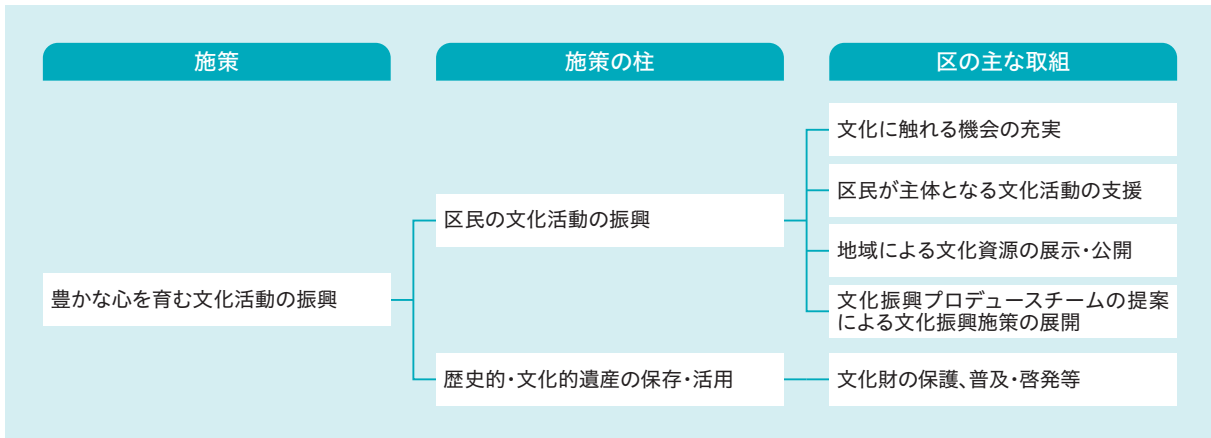 施策
施策の柱
区の主な取組
豊かな心を育む文化活動の振興
区民の文化活動の振興
文化に触れる機会の充実
区民が主体となる文化活動の支援
地域による文化資源の展示・公開
文化振興プロデュースチームの提案
による文化振興施策の展開
歴史的・文化的遺産の保存・活用
文化財の保護、普及・啓発等